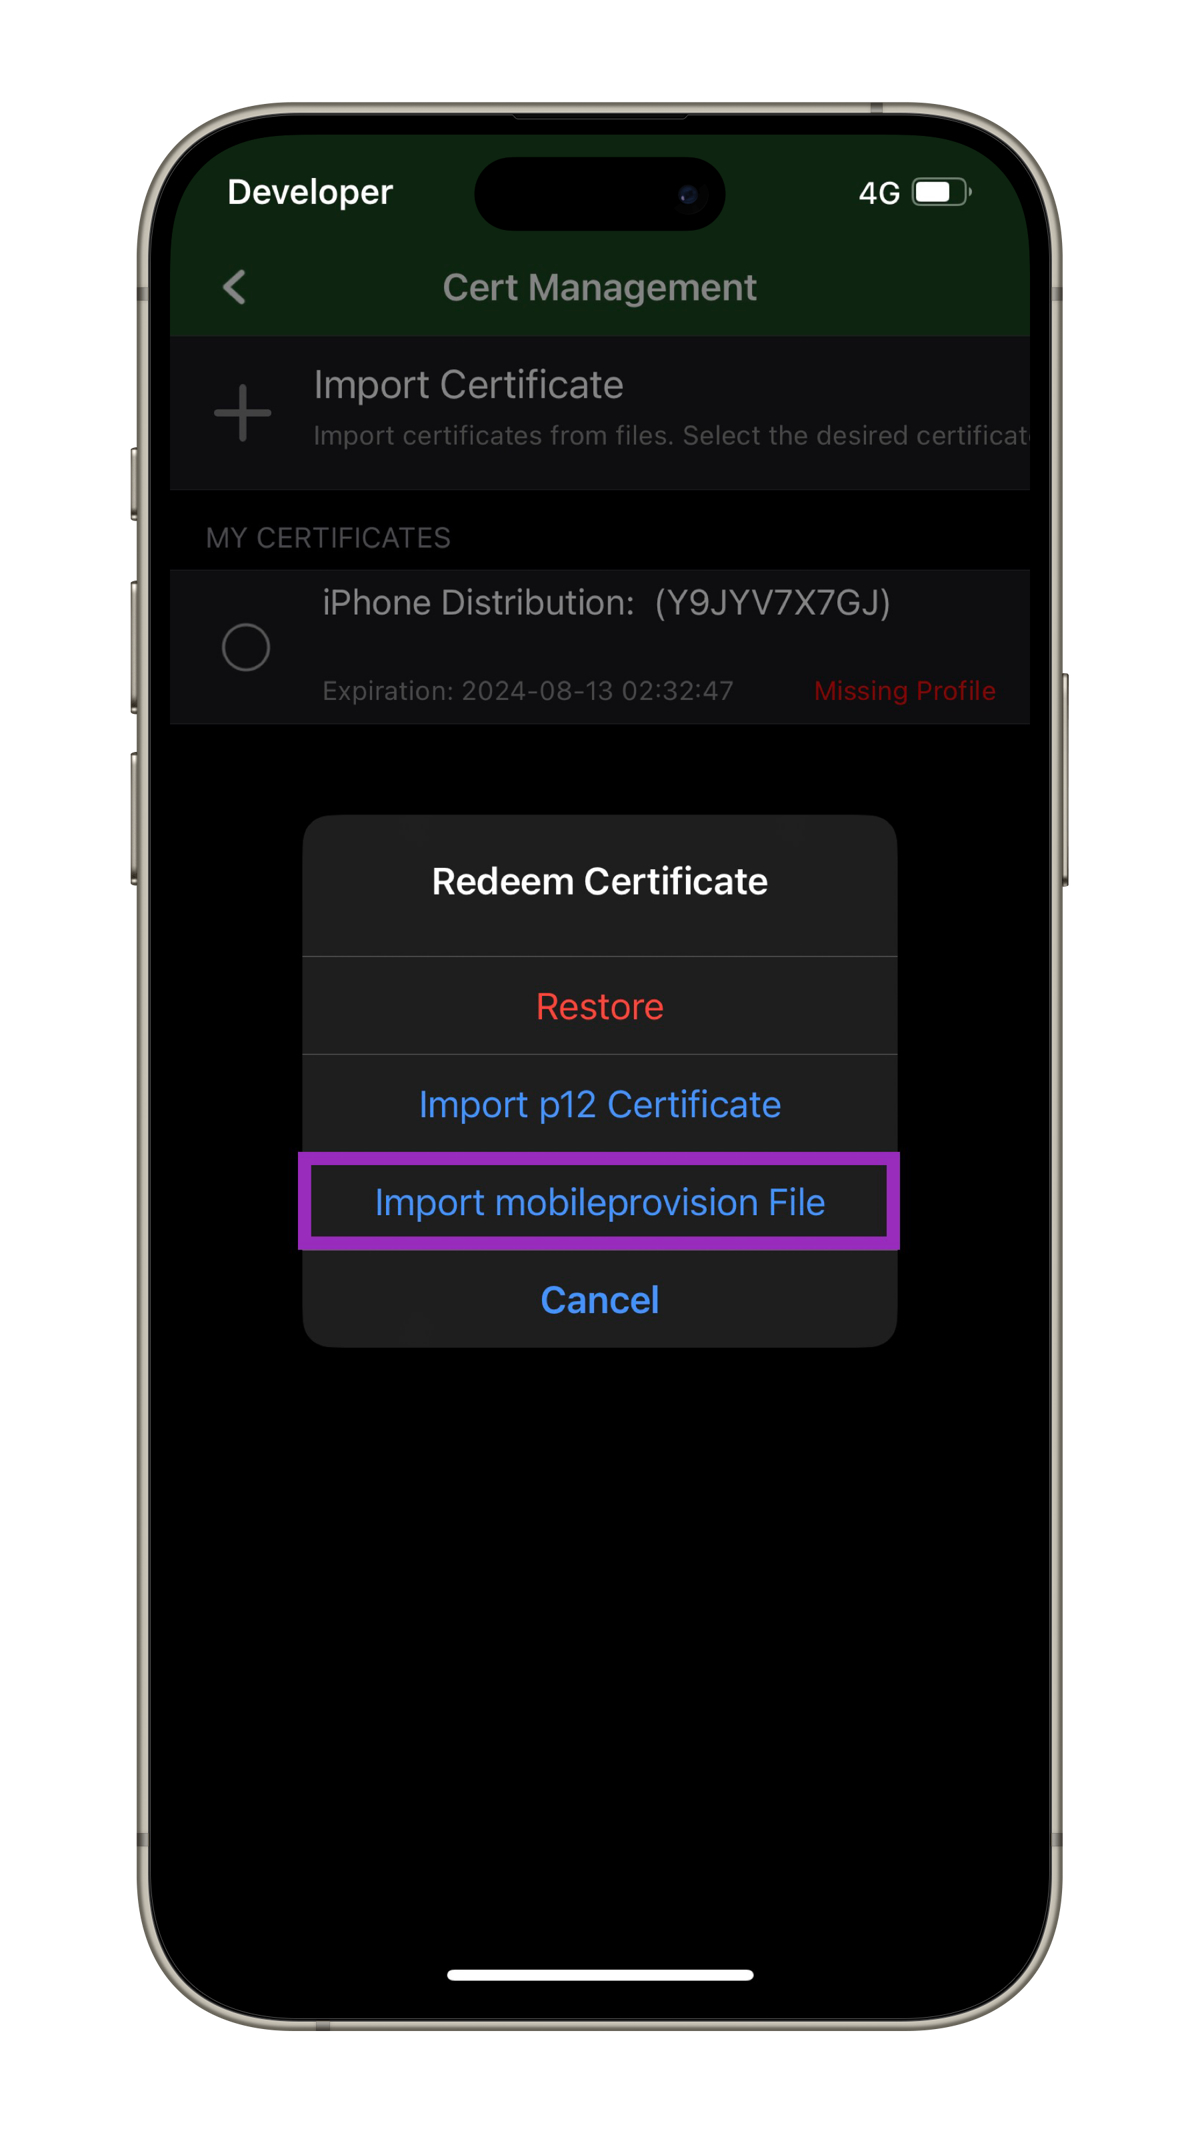 Developer
4G
Cert Management
Import Certificate
Import certificates from files. Select the desired certificat
MY CERTIFICATES
iPhone Distribution: (Y9JYV7X7GJ)
Expiration: 2024-08-13 02:32:47 Missing Profile
Redeem Certificate
Restore
Import p12 Certificate
Import mobileprovision File
Cancel